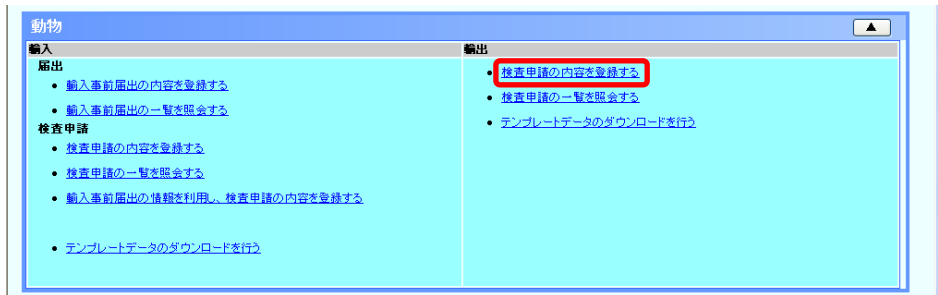 動物
▲
輸入
届出
• 輸入事前届出の内容を登録する
• 輸入事前届出の一覧を照会する
検査申請
• 検査申請の内容を登録する
• 検査申請の一覧を照会する
• 輸入事前届出の情報を利用し、検査申請の内容を登録する
• テンプレートデータのダウンロードを行う
輸出
• 検査申請の内容を登録する
• 検査申請の一覧を照会する
• テンプレートデータのダウンロードを行う